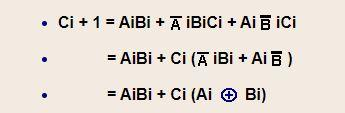 • Ci + 1 = AiBi + A̅ iBiCi + Ai B̅ iCi
• = AiBi + Ci (A̅ iBi + Ai B̅ )
• = AiBi + Ci (Ai ⊕ Bi)